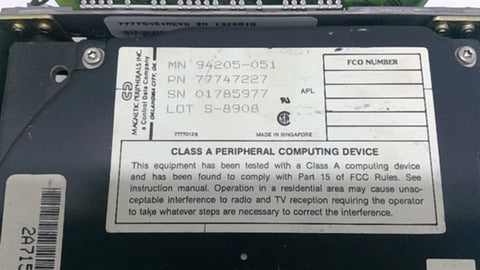 77775451REVB ZM 1326010
MAGNETIC PERIPHERALS INC.
a Control Data Company
OKLAHOMA CITY, OK.
MN 94205-051
PN 77747227
SN 01785977
LOT S-8908
APL
FCO NUMBER
77770126
MADE IN SINGAPORE
CLASS A PERIPHERAL COMPUTING DEVICE
This equipment has been tested with a Class A computing device
and has been found to comply with Part 15 of FCC Rules. See
instruction manual. Operation in a residential area may cause unac-
ceptable interference to radio and TV reception requiring the operator
to take whatever steps are necessary to correct the interference.
2A715